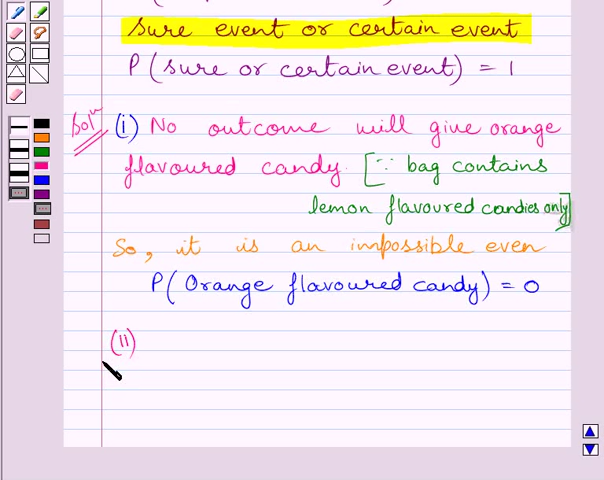 sure event or certain event
P(sure or certain event) = 1
Solⁿ (i) No outcome will give orange
flavoured candy [∵ bag contains
lemon flavoured candies only]
So, it is an impossible even
P(Orange flavoured candy) = 0
(ii)